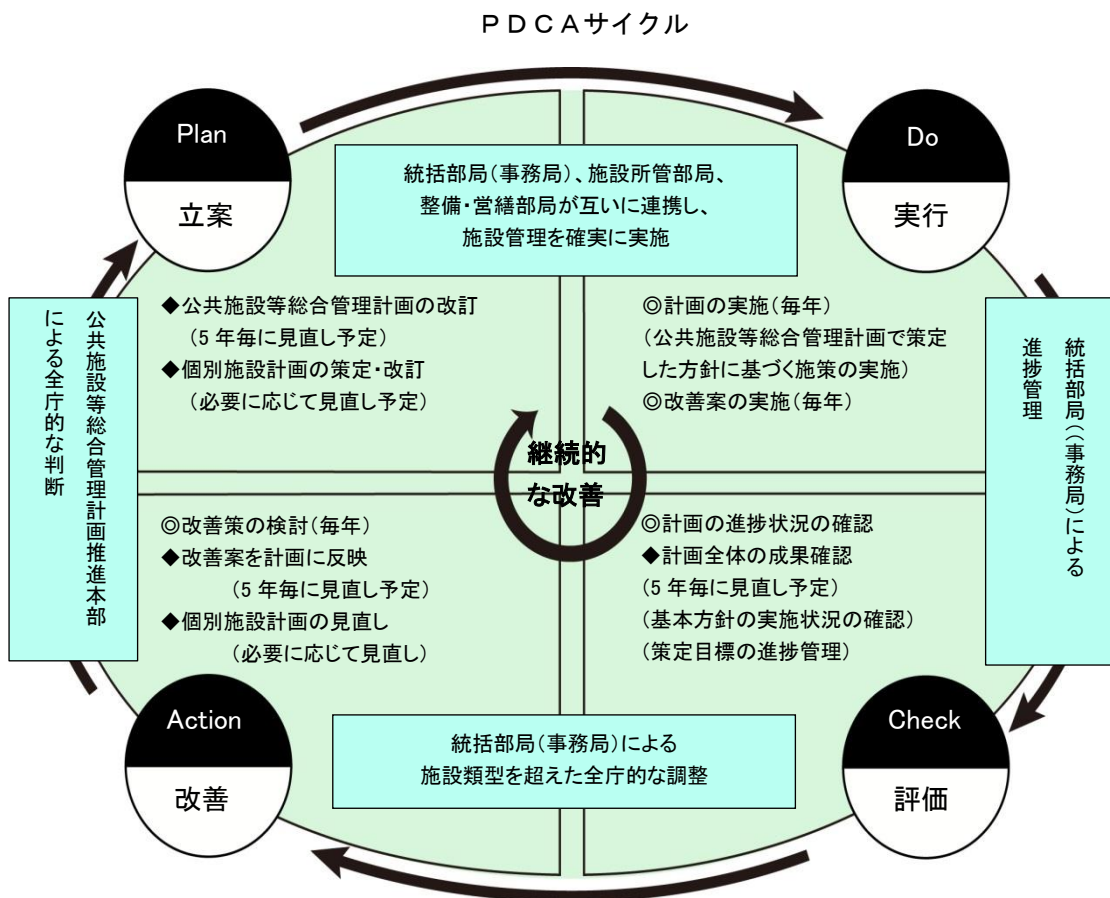 ＰＤＣＡサイクル
Plan
立案
Do
実行
統括部局(事務局)、施設所管部局、
整備・営繕部局が互いに連携し、
施設管理を確実に実施
◆公共施設等総合管理計画の改訂
(５年毎に見直し予定)
◆個別施設計画の策定・改訂
(必要に応じて見直し予定)
◎計画の実施(毎年)
(公共施設等総合管理計画で策定
した方針に基づく施策の実施)
◎改善案の実施(毎年)
公共施設等総合管理計画推進本部
による全庁的な判断
統括部局((事務局)による
進捗管理
継続的
な改善
◎改善策の検討(毎年)
◆改善案を計画に反映
(５年毎に見直し予定)
◆個別施設計画の見直し
(必要に応じて見直し)
◎計画の進捗状況の確認
◆計画全体の成果確認
(５年毎に見直し予定)
(基本方針の実施状況の確認)
(策定目標の進捗管理)
Action
改善
統括部局(事務局)による
施設類型を超えた全庁的な調整
Check
評価